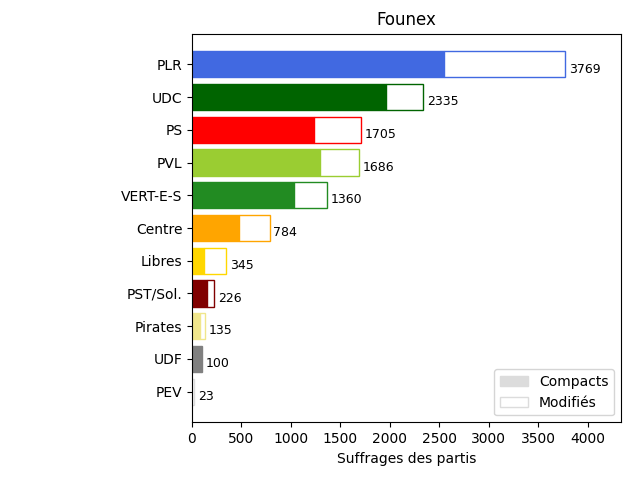 Founex
PLR 3769
UDC 2335
PS 1705
PVL 1686
VERT-E-S 1360
Centre 784
Libres 345
PST/Sol. 226
Pirates 135
UDF 100
PEV 23
Compacts
Modifiés
0 500 1000 1500 2000 2500 3000 3500 4000
Suffrages des partis